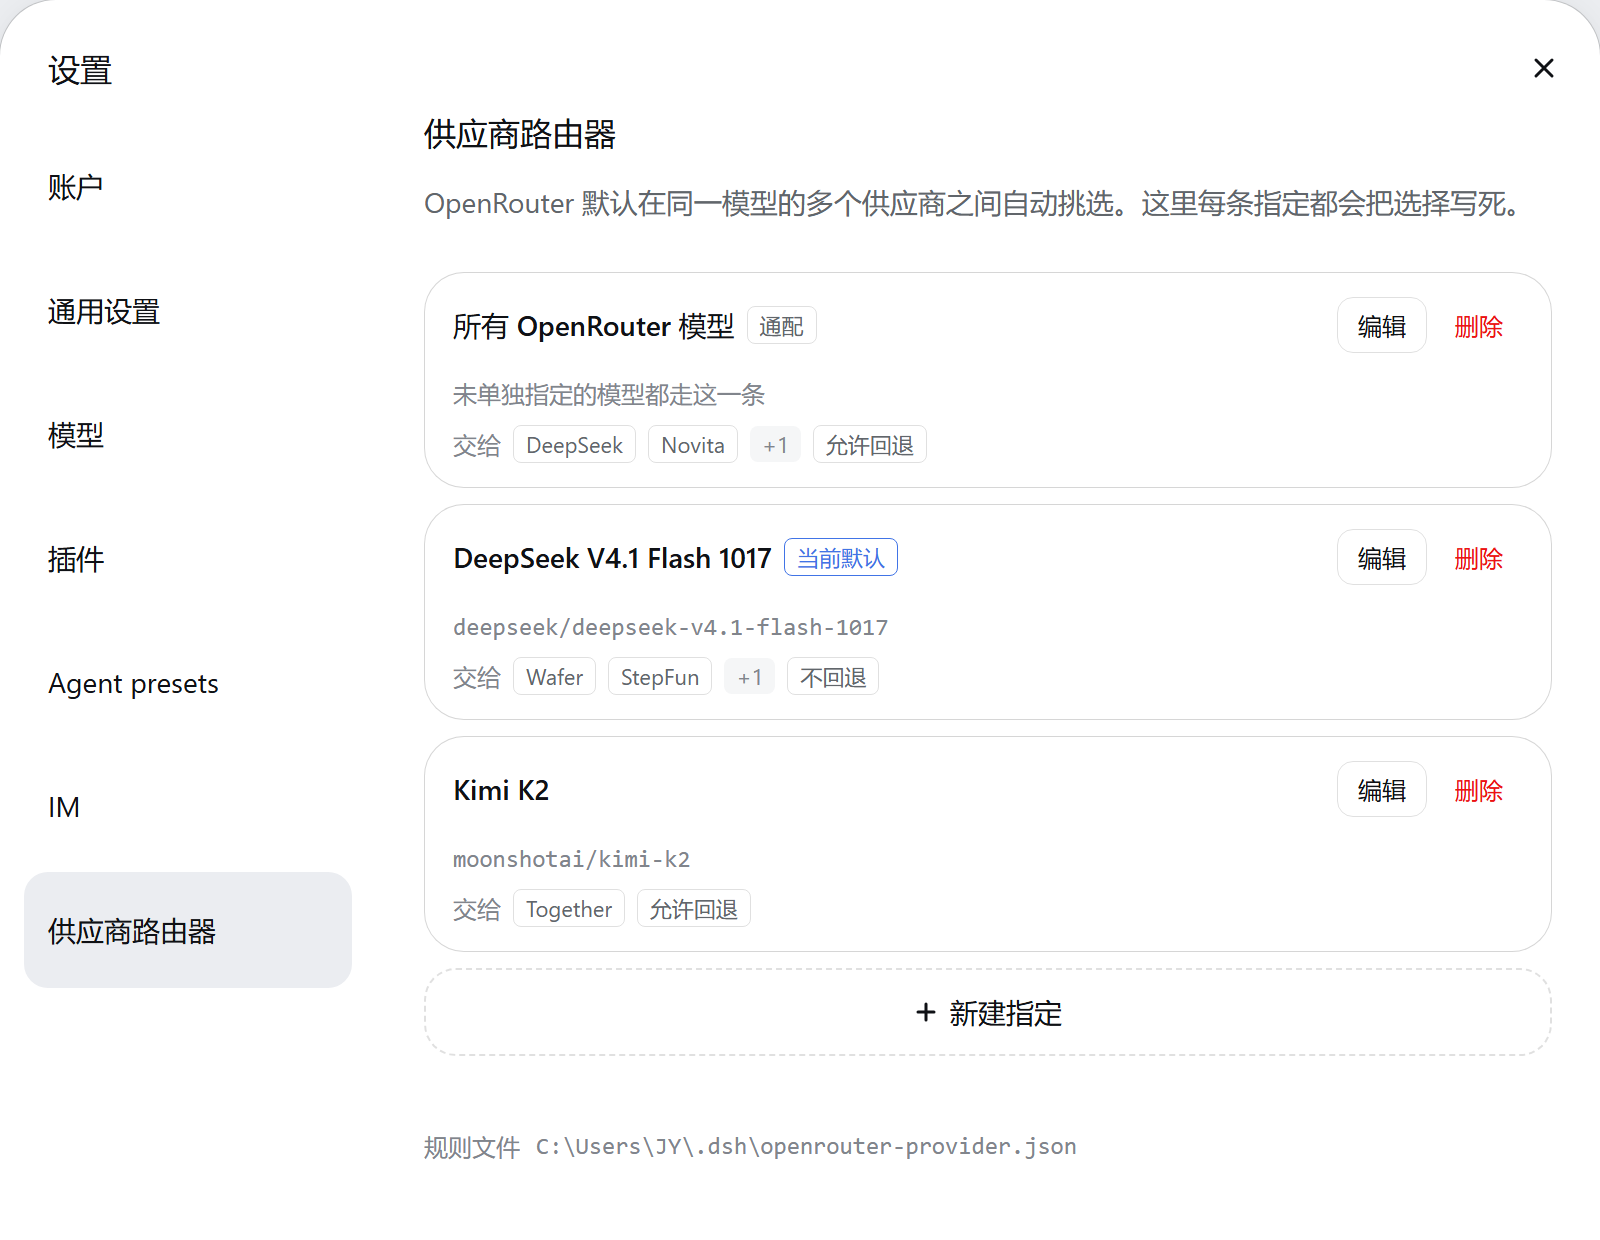 设置
供应商路由器
OpenRouter 默认在同一模型的多个供应商之间自动挑选。这里每条指定都会把选择写死。
账户
通用设置
模型
插件
Agent presets
IM
供应商路由器
所有 OpenRouter 模型 通配 编辑 删除
未单独指定的模型都走这一条
交给 DeepSeek Novita +1 允许回退
DeepSeek V4.1 Flash 1017 当前默认 编辑 删除
deepseek/deepseek-v4.1-flash-1017
交给 Wafer StepFun +1 不回退
Kimi K2 编辑 删除
moonshotai/kimi-k2
交给 Together 允许回退
+ 新建指定
规则文件 C:\Users\JY\.dsh\openrouter-provider.json